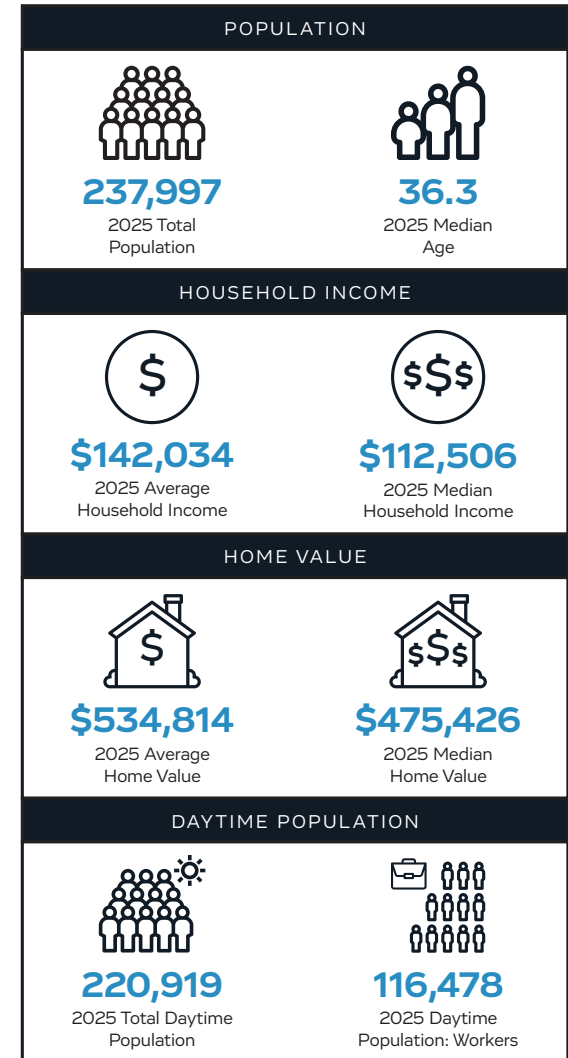 POPULATION
237,997
2025 Total
Population
36.3
2025 Median
Age
HOUSEHOLD INCOME
$
$142,034
2025 Average
Household Income
$$$
$112,506
2025 Median
Household Income
HOME VALUE
$
$534,814
2025 Average
Home Value
$$$
$475,426
2025 Median
Home Value
DAYTIME POPULATION
220,919
2025 Total Daytime
Population
116,478
2025 Daytime
Population: Workers